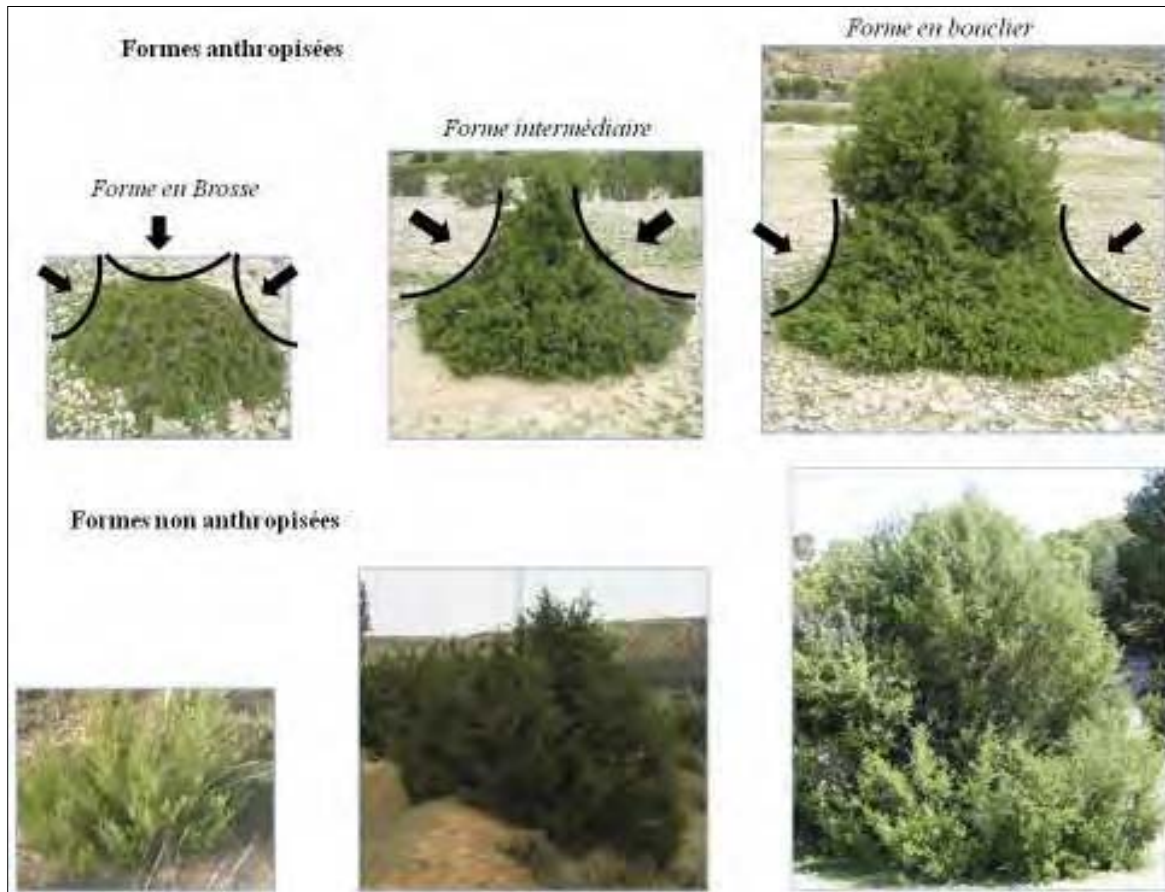 Formes anthropisées
Forme en bouclier
Forme intermédiaire
Forme en Brosse
Formes non anthropisées